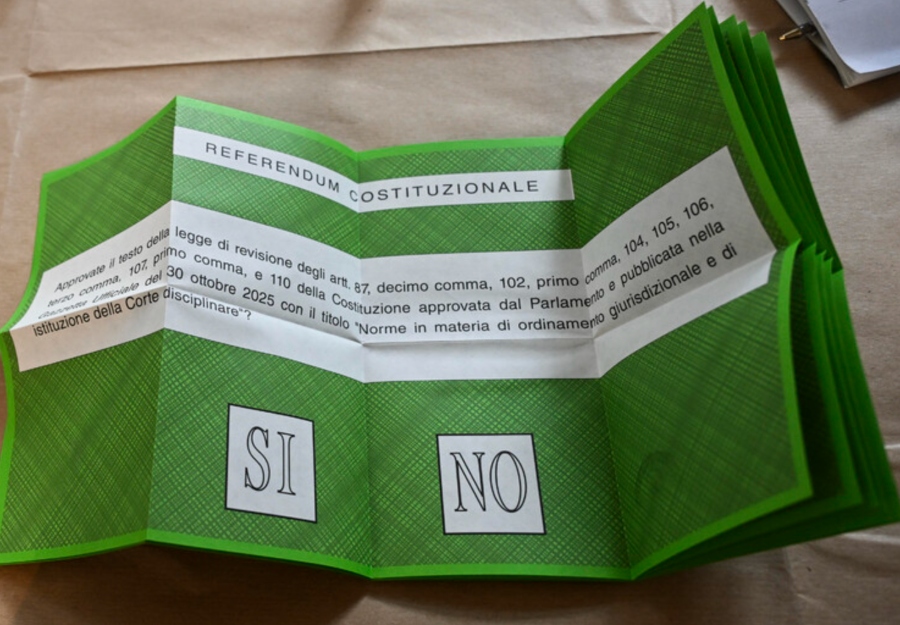 REFERENDUM COSTITUZIONALE
Approvate il testo della legge di revisione degli artt. 87, decimo comma, 102, primo comma, 104, 105, 106,
terzo comma, 107, primo comma, e 110 della Costituzione approvata dal Parlamento e pubblicata nella
Gazzetta Ufficiale del 30 ottobre 2025 con il titolo "Norme in materia di ordinamento giurisdizionale e di
istituzione della Corte disciplinare"?
SI
NO